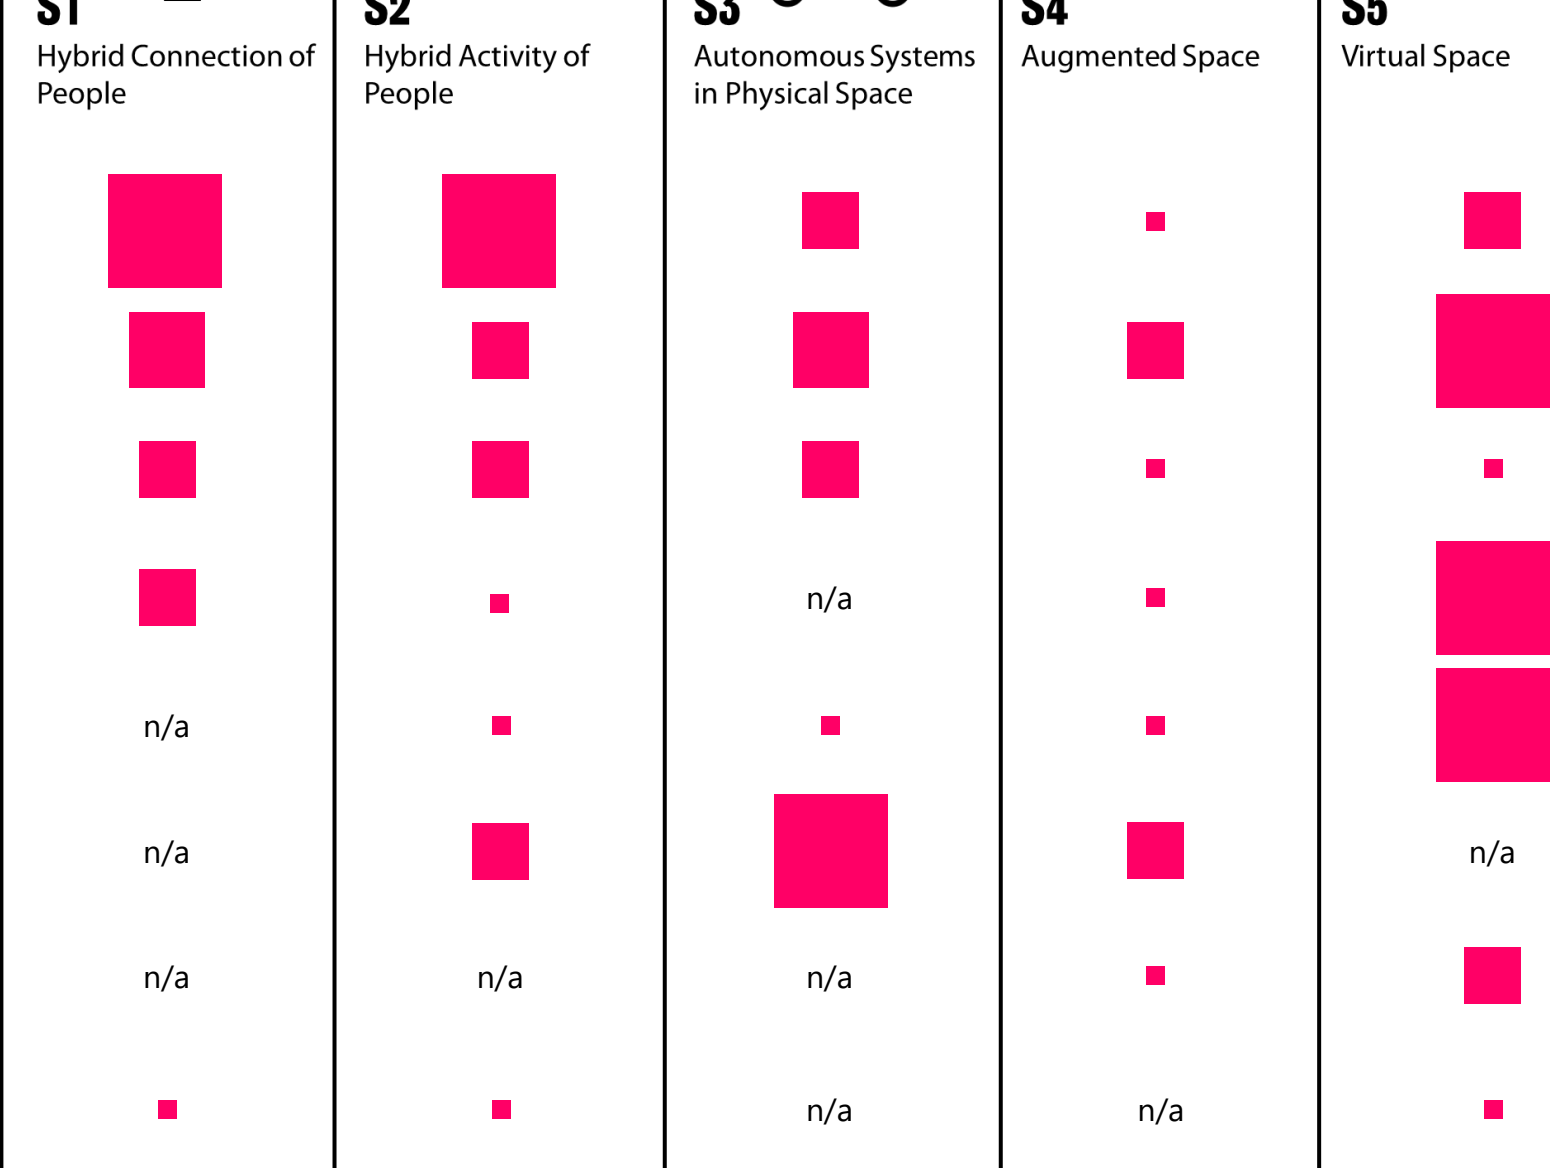 S1 S2 S3 S4 S5
Hybrid Connection of Hybrid Activity of Autonomous Systems Augmented Space Virtual Space
People People in Physical Space
n/a
n/a n/a
n/a n/a
n/a n/a n/a
n/a n/a